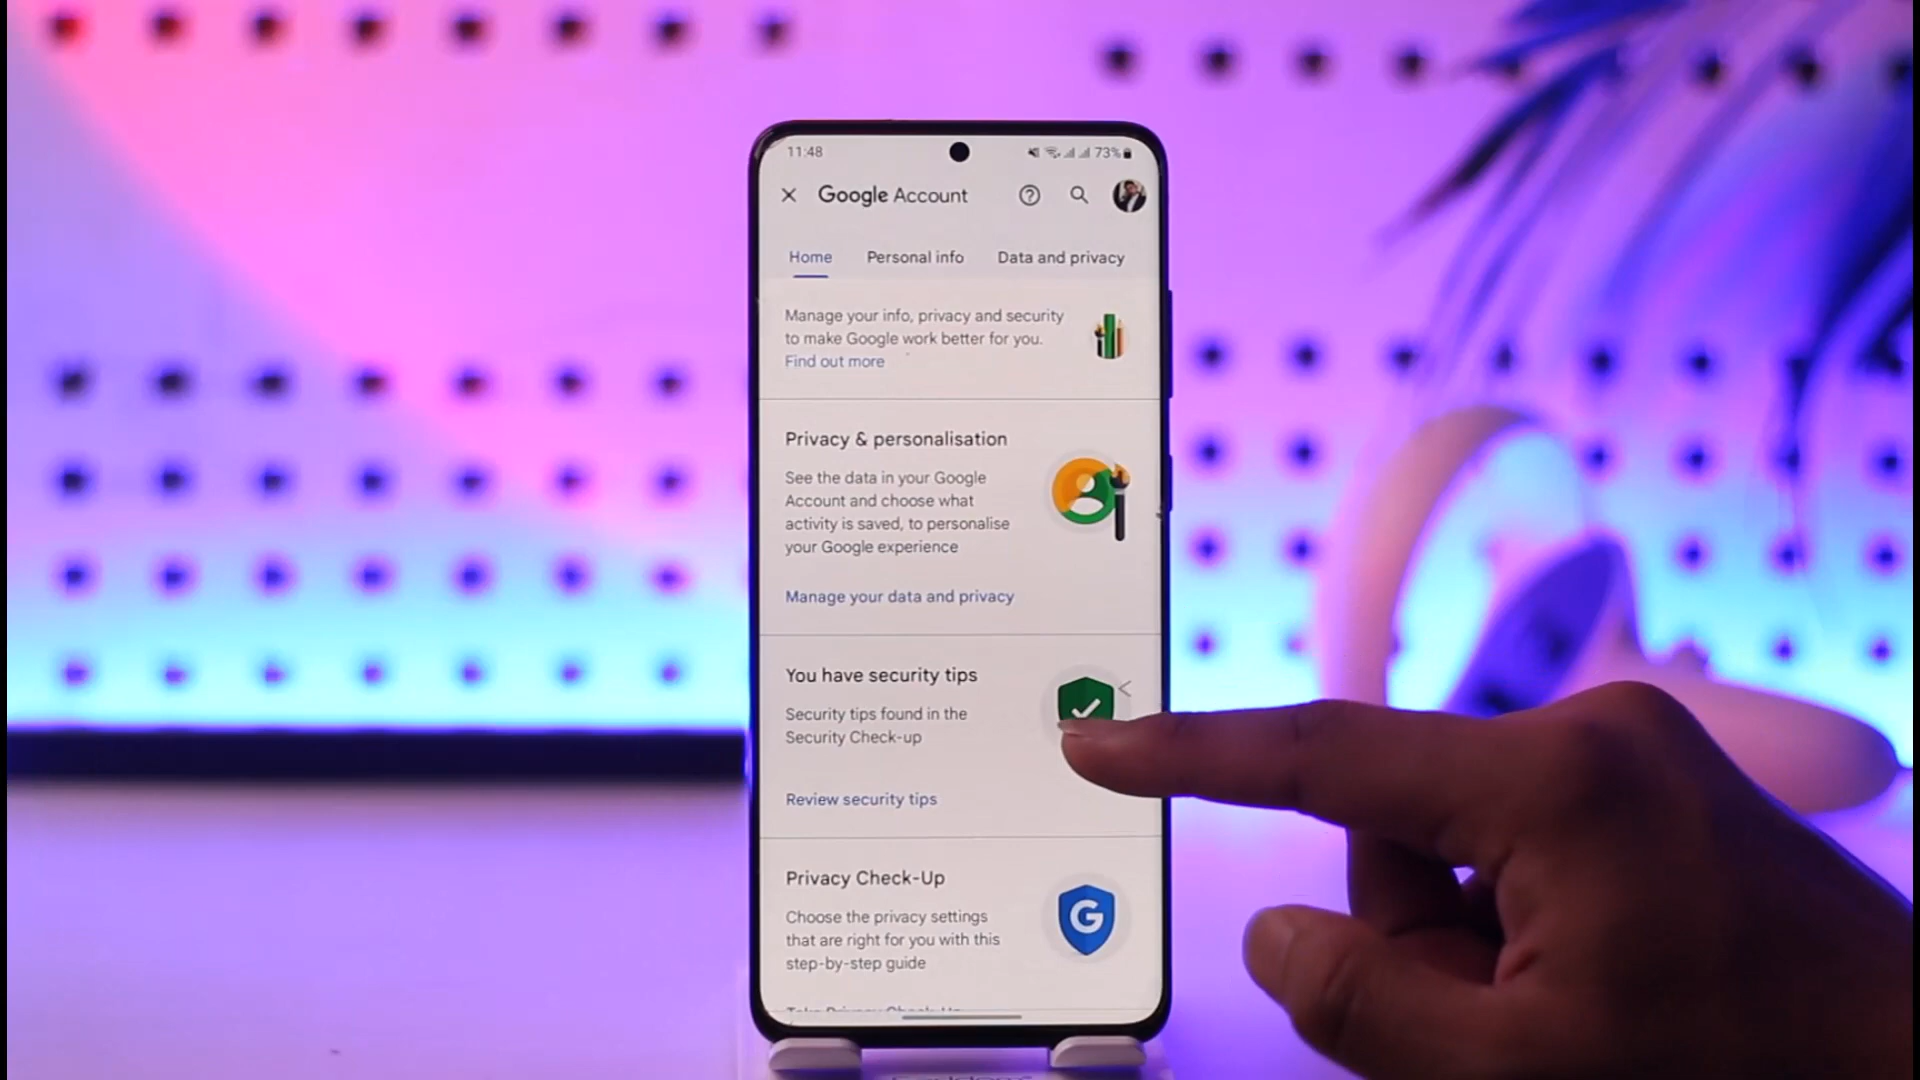 11:48
73%
Google Account
Home Personal info Data and privacy
Manage your info, privacy and security
to make Google work better for you.
Find out more
Privacy & personalisation
See the data in your Google
Account and choose what
activity is saved, to personalise
your Google experience
Manage your data and privacy
You have security tips
Security tips found in the
Security Check-up
Review security tips
Privacy Check-Up
G
Choose the privacy settings
that are right for you with this
step-by-step guide
Take Privacy Check-Up